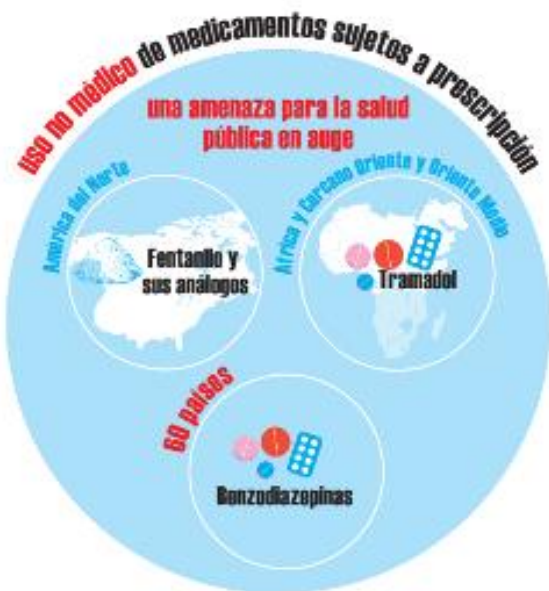 uso no médico de medicamentos sujetos a prescripción
una amenaza para la salud
pública en auge
América del Norte
Fentanilo y
sus análogos
África y Cercano Oriente y Oriente Medio
Tramadol
60 países
Benzodiazepinas